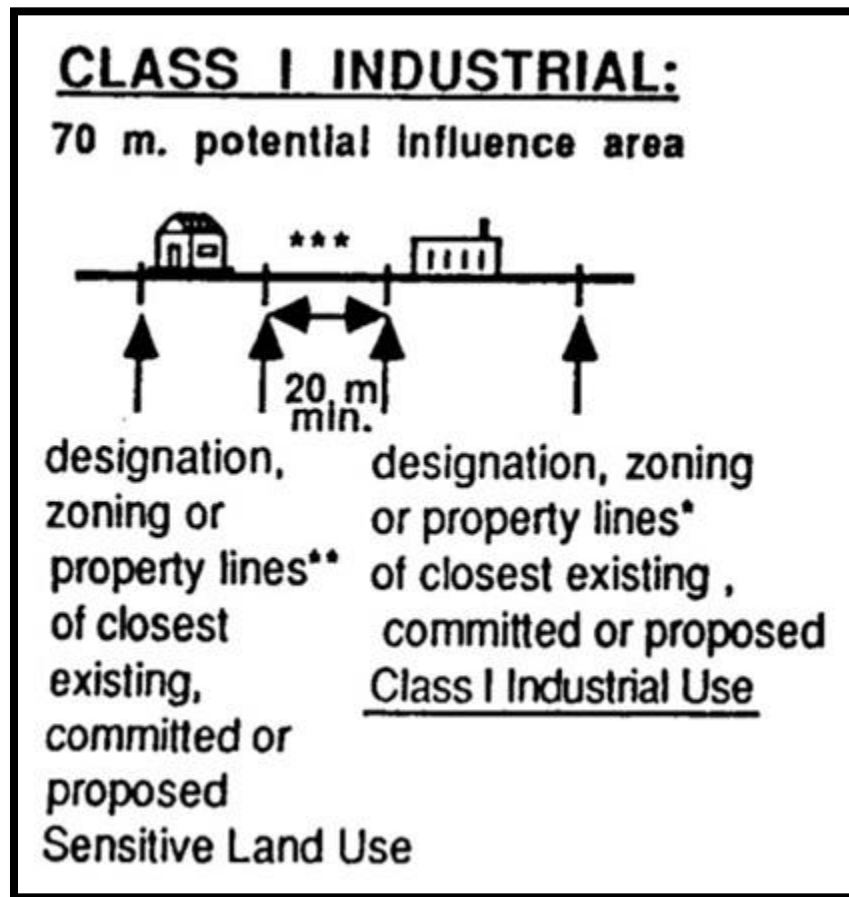 CLASS I INDUSTRIAL:
70 m. potential influence area
***
20 m
min.
designation,
zoning or
property lines**
of closest
existing,
committed or
proposed
Sensitive Land Use
designation, zoning
or property lines*
of closest existing ,
committed or proposed
Class I Industrial Use